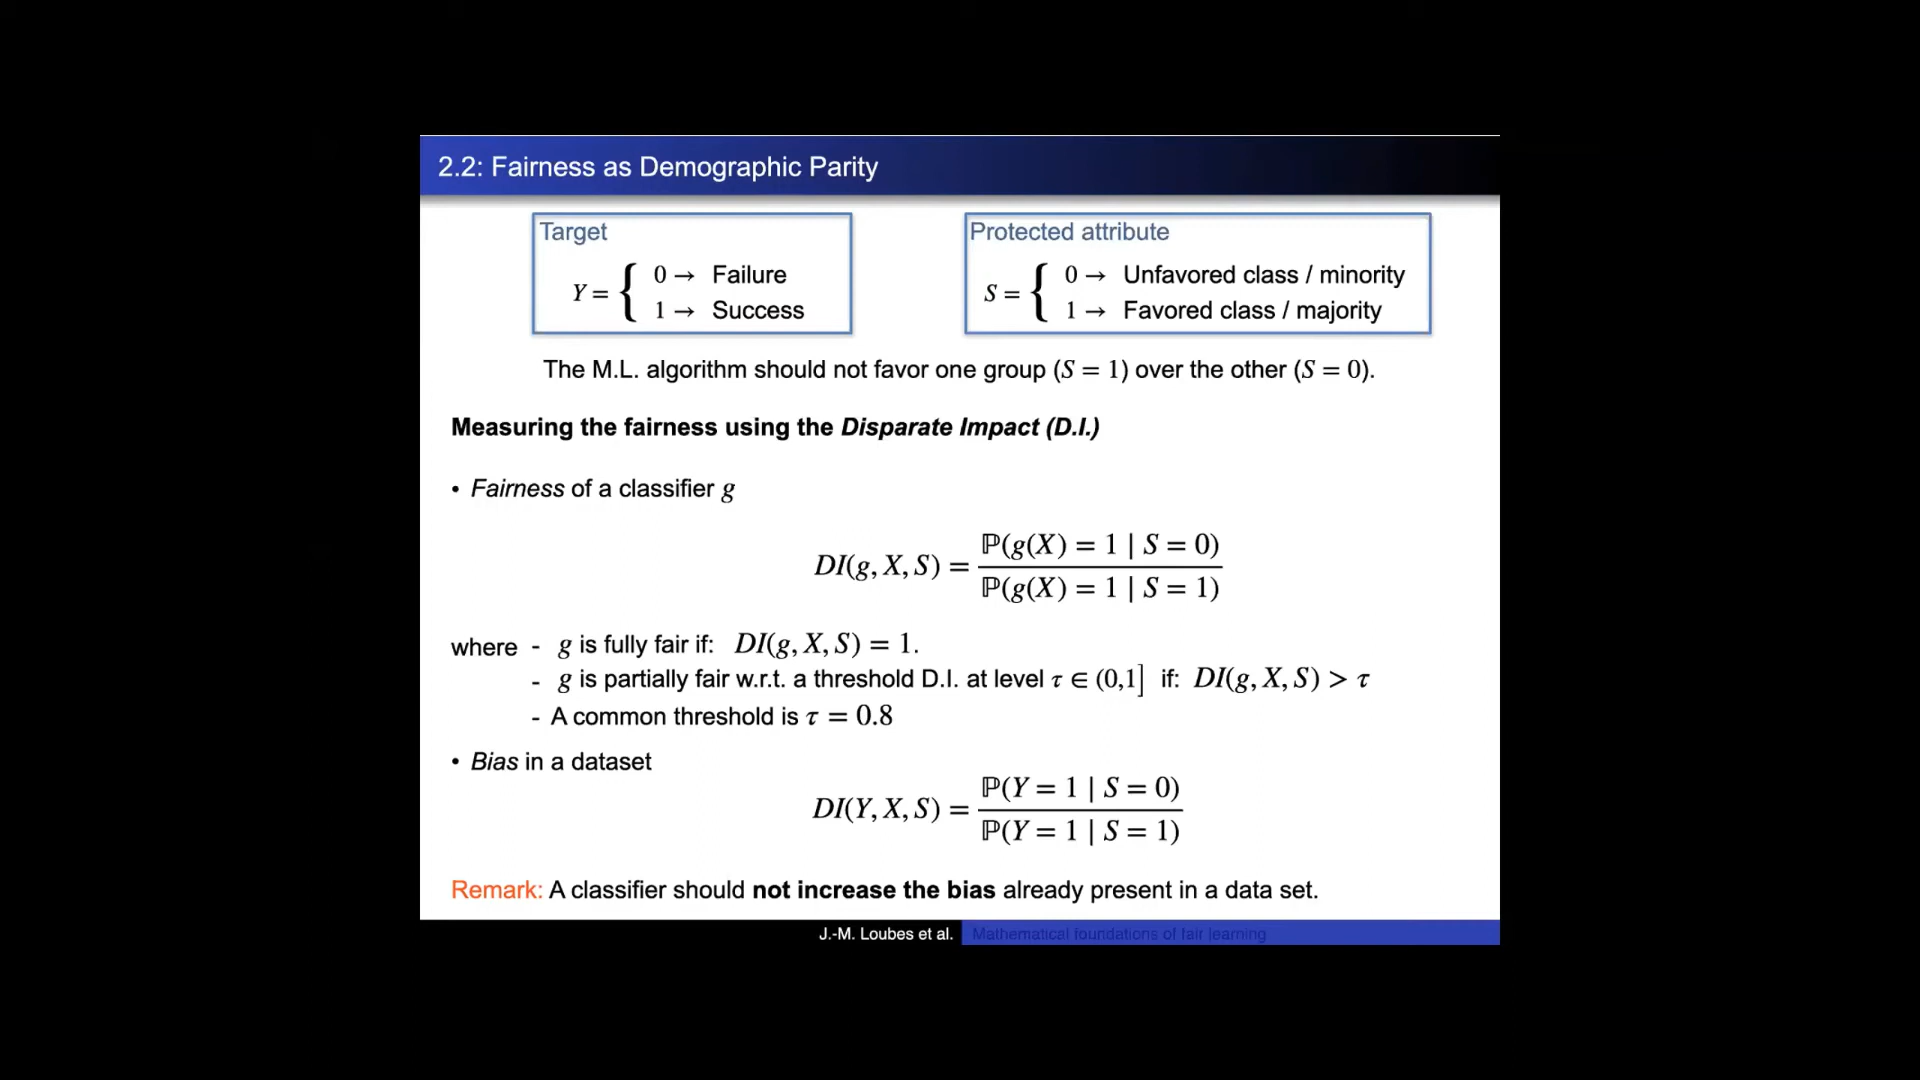 2.2: Fairness as Demographic Parity
Target
Y = { 0 → Failure
1 → Success
Protected attribute
S = { 0 → Unfavored class / minority
1 → Favored class / majority
The M.L. algorithm should not favor one group (S = 1) over the other (S = 0).
Measuring the fairness using the Disparate Impact (D.I.)
• Fairness of a classifier g
DI(g, X, S) = ℙ(g(X) = 1 | S = 0) / ℙ(g(X) = 1 | S = 1)
where - g is fully fair if: DI(g, X, S) = 1.
- g is partially fair w.r.t. a threshold D.I. at level τ ∈ (0,1] if: DI(g, X, S) > τ
- A common threshold is τ = 0.8
• Bias in a dataset
DI(Y, X, S) = ℙ(Y = 1 | S = 0) / ℙ(Y = 1 | S = 1)
Remark: A classifier should not increase the bias already present in a data set.
J.-M. Loubes et al. Mathematical foundations of fair learning